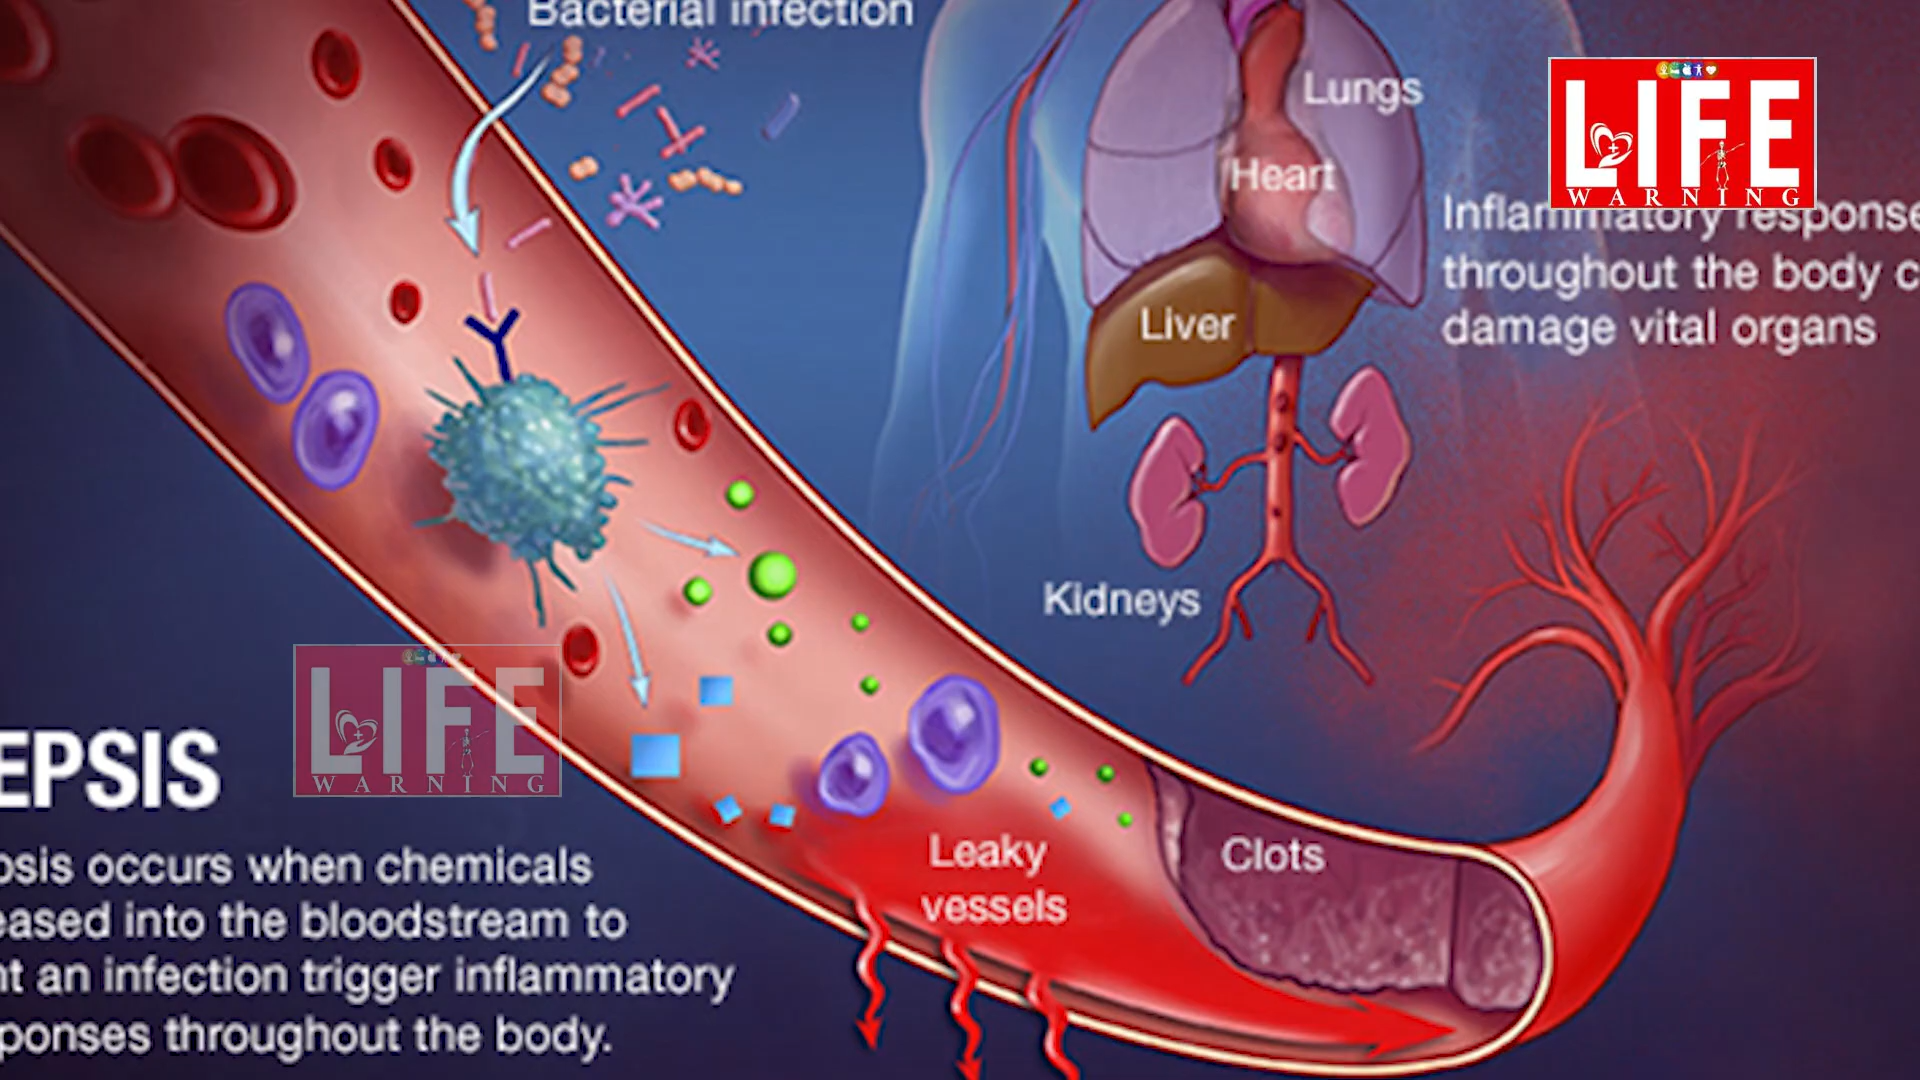 Bacterial infection
Lungs
Heart
Liver
Kidneys
LIFE
WARNING
Inflammatory response
throughout the body c
damage vital organs
LIFE
WARNING
EPSIS
osis occurs when chemicals
eased into the bloodstream to
nt an infection trigger inflammatory
ponses throughout the body.
Leaky
vessels
Clots